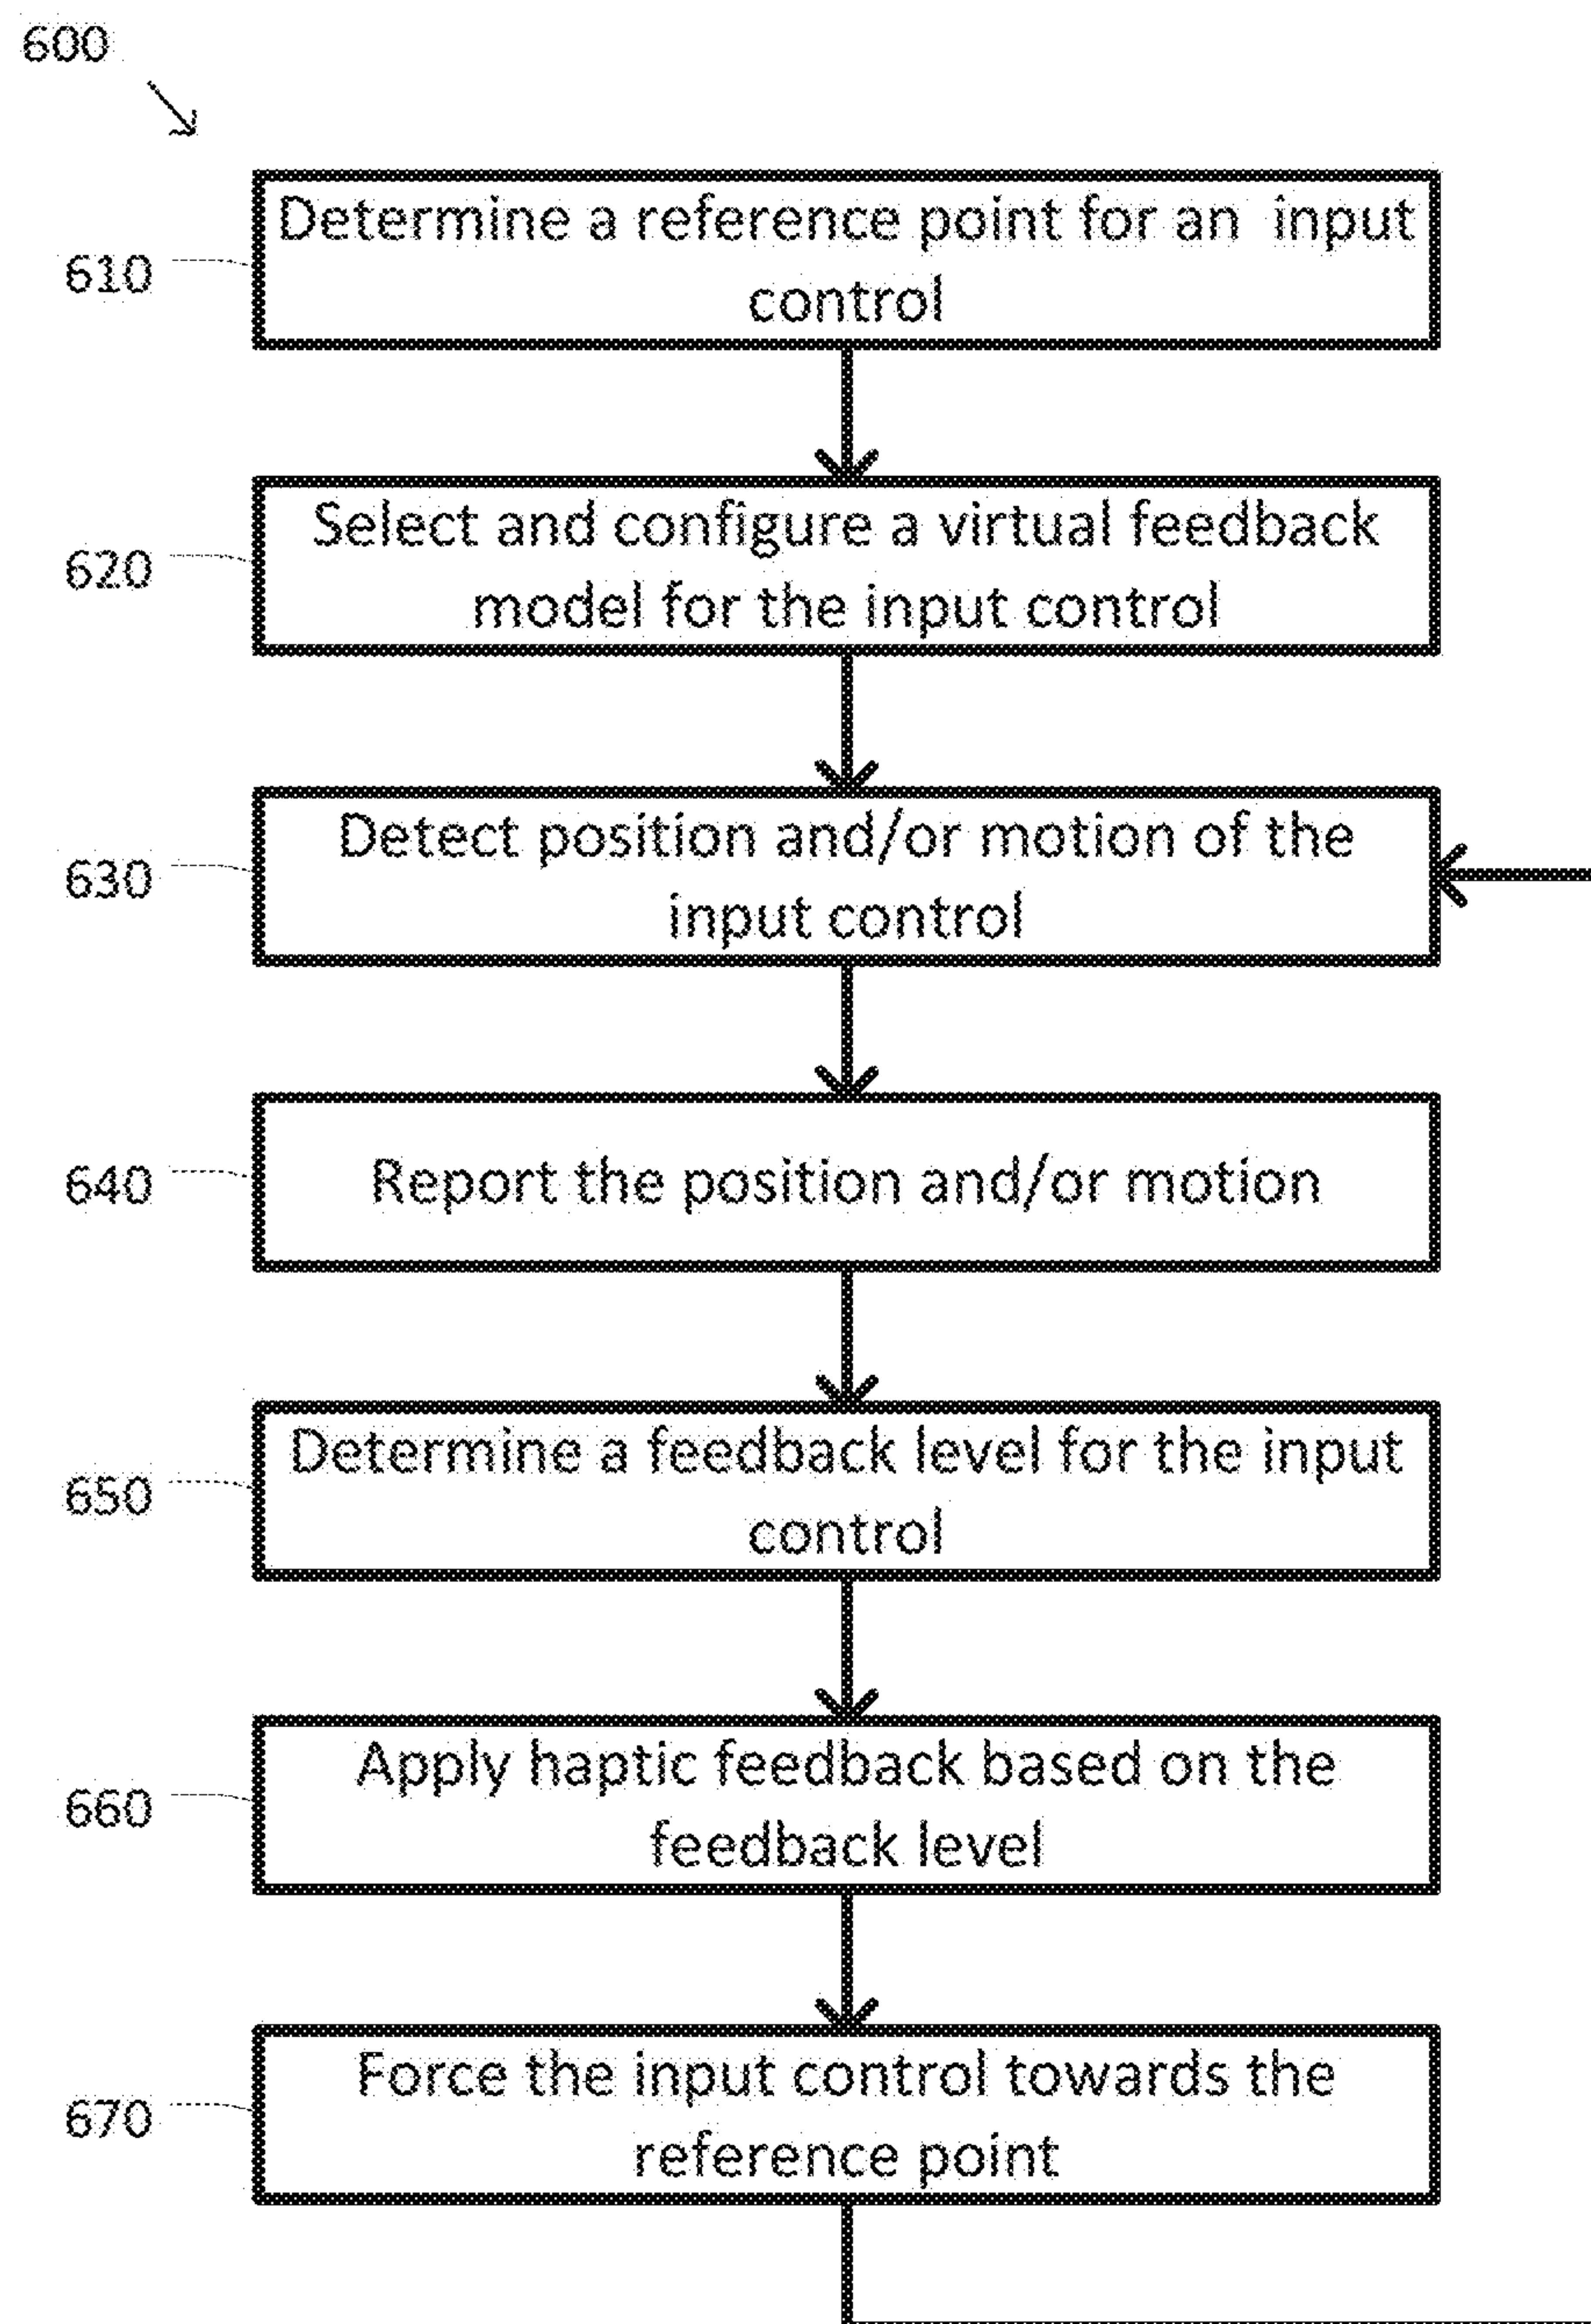 600
610
Determine a reference point for an input
control
620
Select and configure a virtual feedback
model for the input control
630
Detect position and/or motion of the
input control
640
Report the position and/or motion
650
Determine a feedback level for the input
control
660
Apply haptic feedback based on the
feedback level
670
Force the input control towards the
reference point